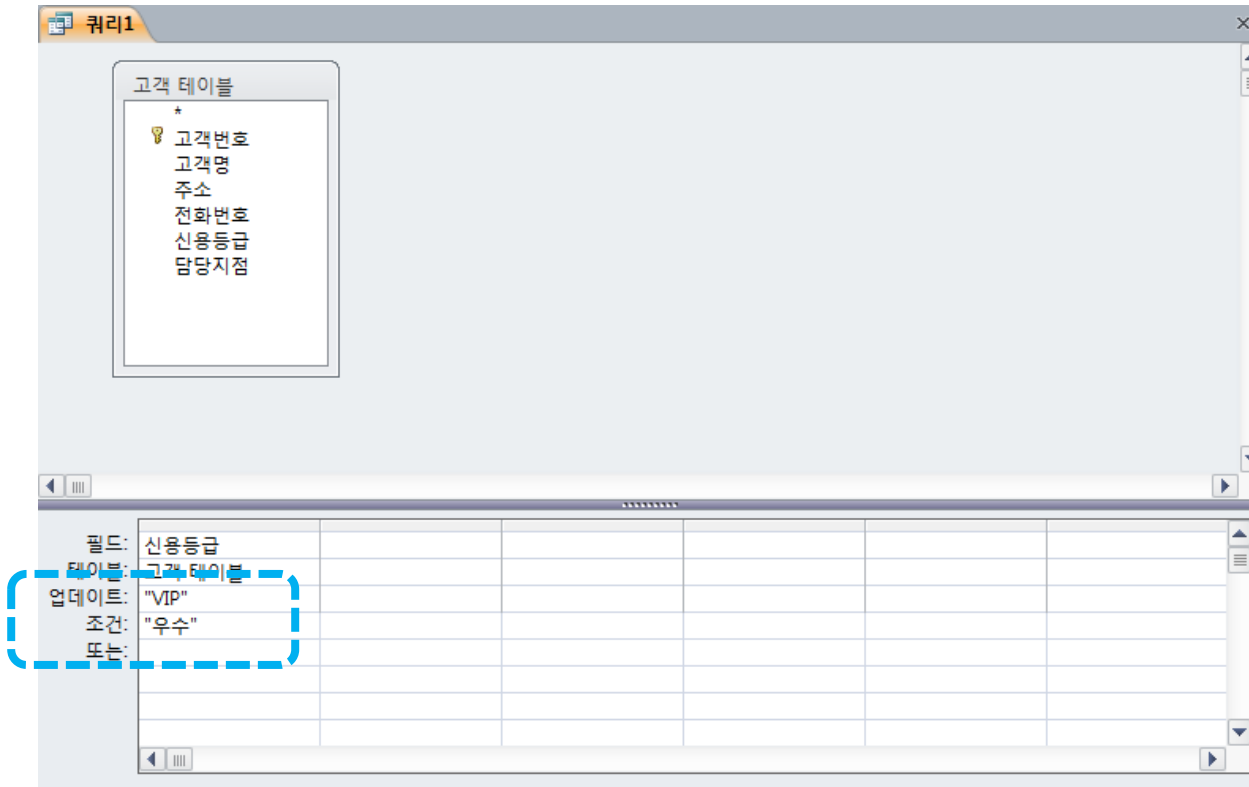 쿼리1
고객 테이블
*
고객번호
고객명
주소
전화번호
신용등급
담당지점
필드: 신용등급
테이블: 고객 테이블
업데이트: "VIP"
조건: "우수"
또는: